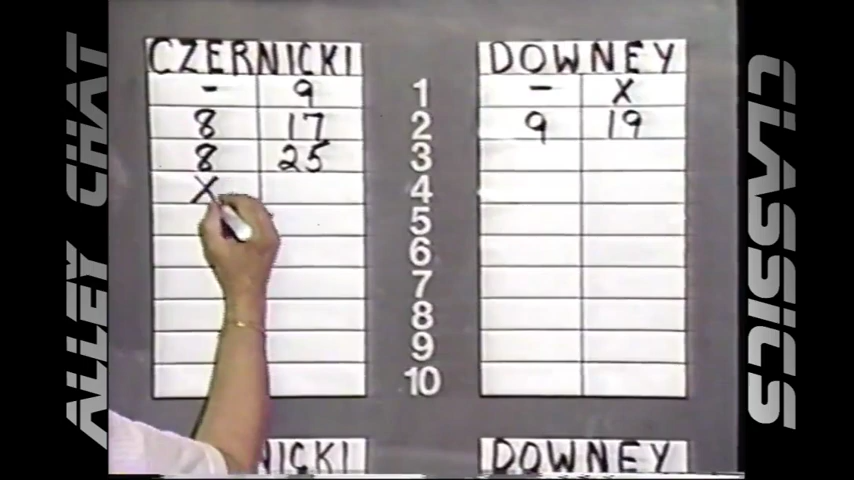 ALLEY CHAT
CZERNICKI DOWNEY
- 9 1 - X
8 17 2 9 19
8 25 3
X 4
5
6
7
8
9
10
NICKI DOWNEY
CLASSICS